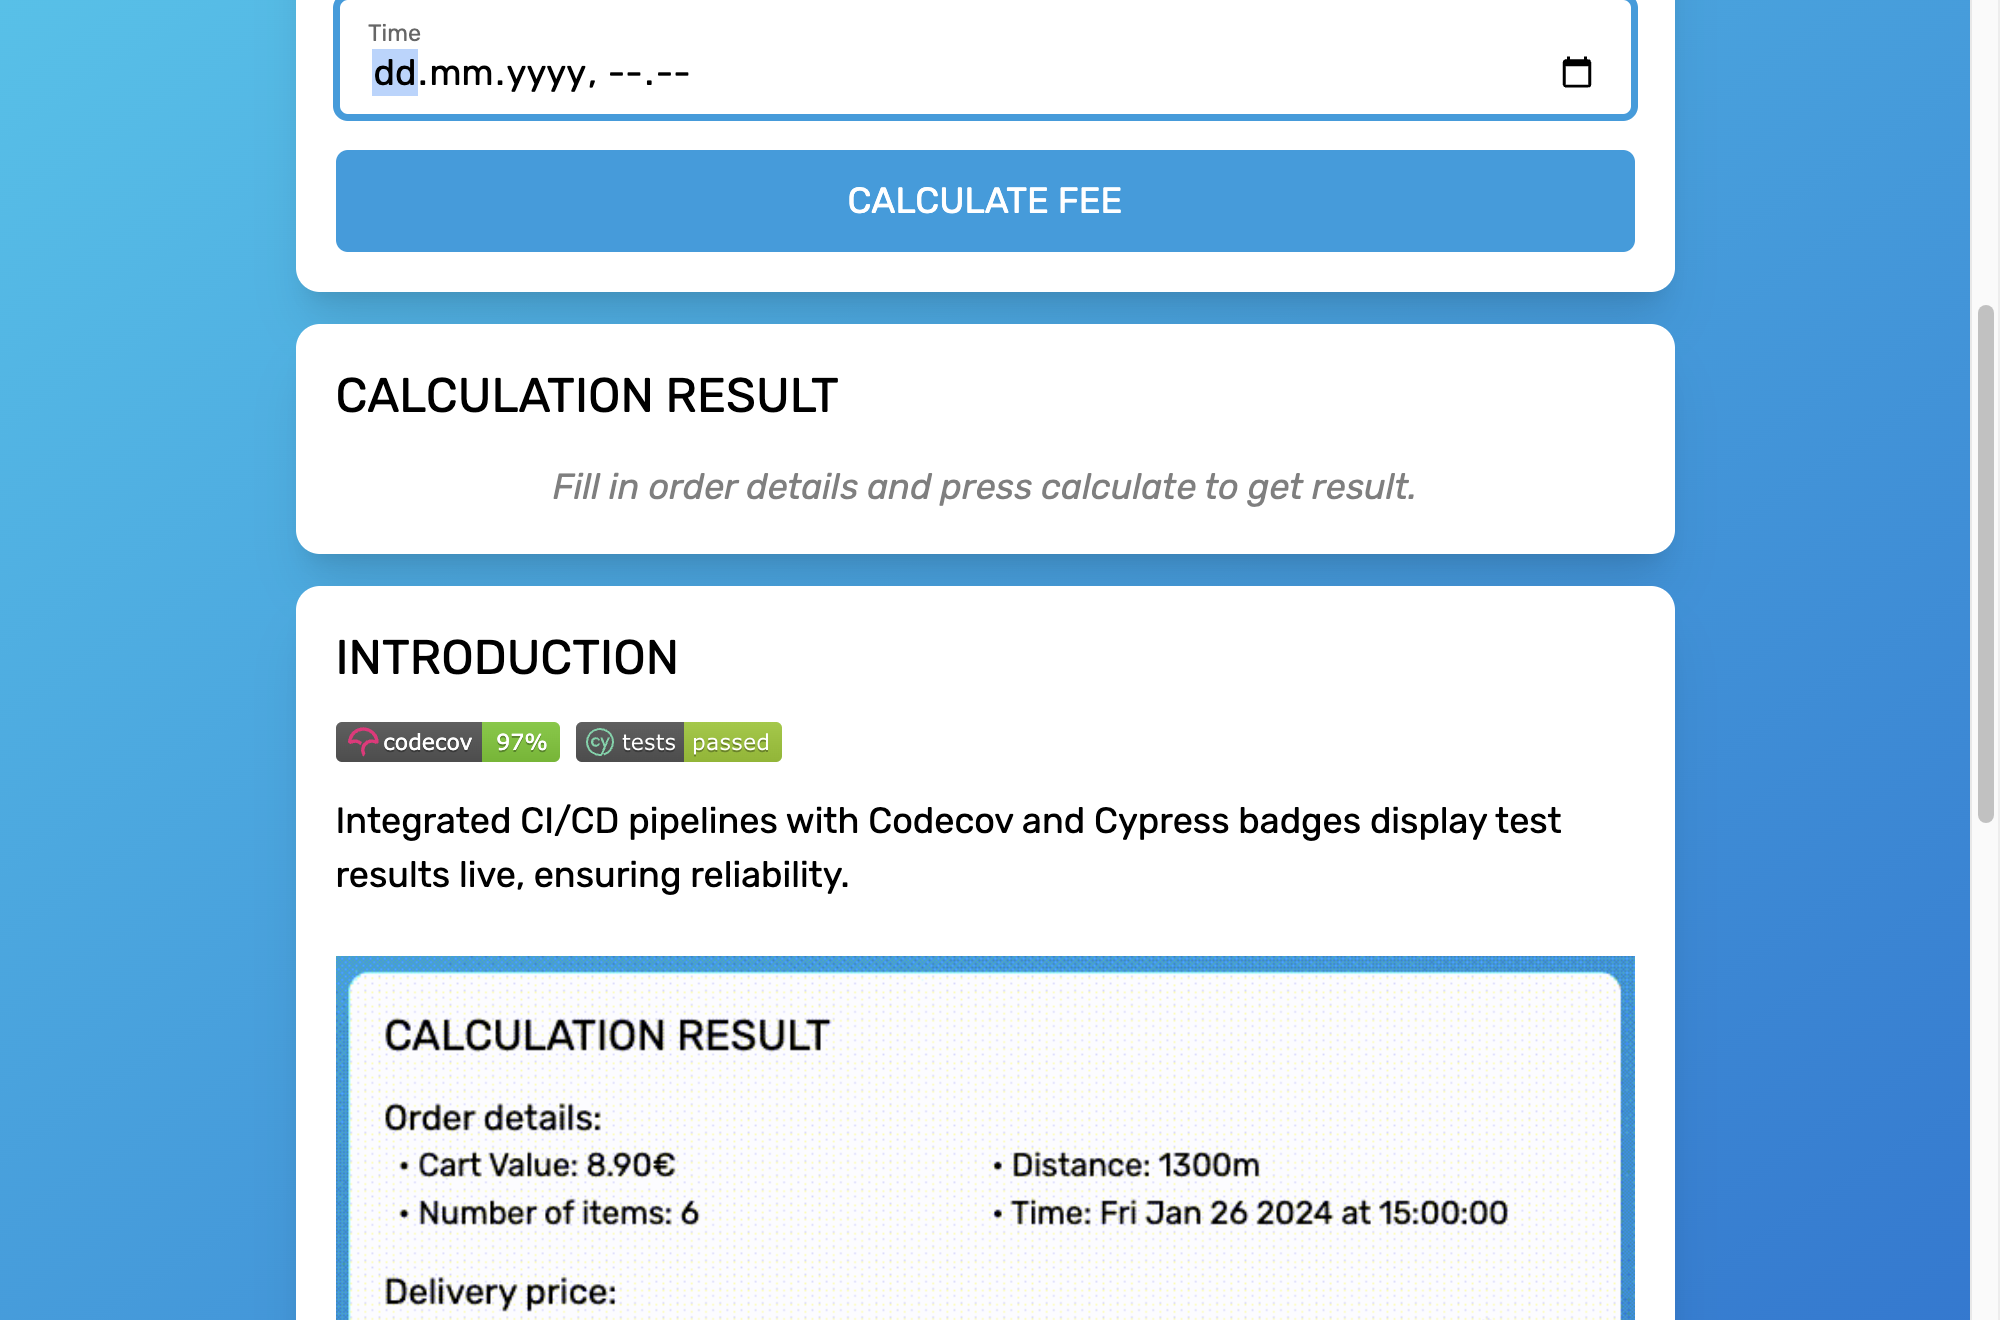 Time
dd.mm.yyyy, --.--
CALCULATE FEE
CALCULATION RESULT
Fill in order details and press calculate to get result.
INTRODUCTION
codecov 97% cy tests passed
Integrated CI/CD pipelines with Codecov and Cypress badges display test
results live, ensuring reliability.
CALCULATION RESULT
Order details:
• Cart Value: 8.90€ • Distance: 1300m
• Number of items: 6 • Time: Fri Jan 26 2024 at 15:00:00
Delivery price: